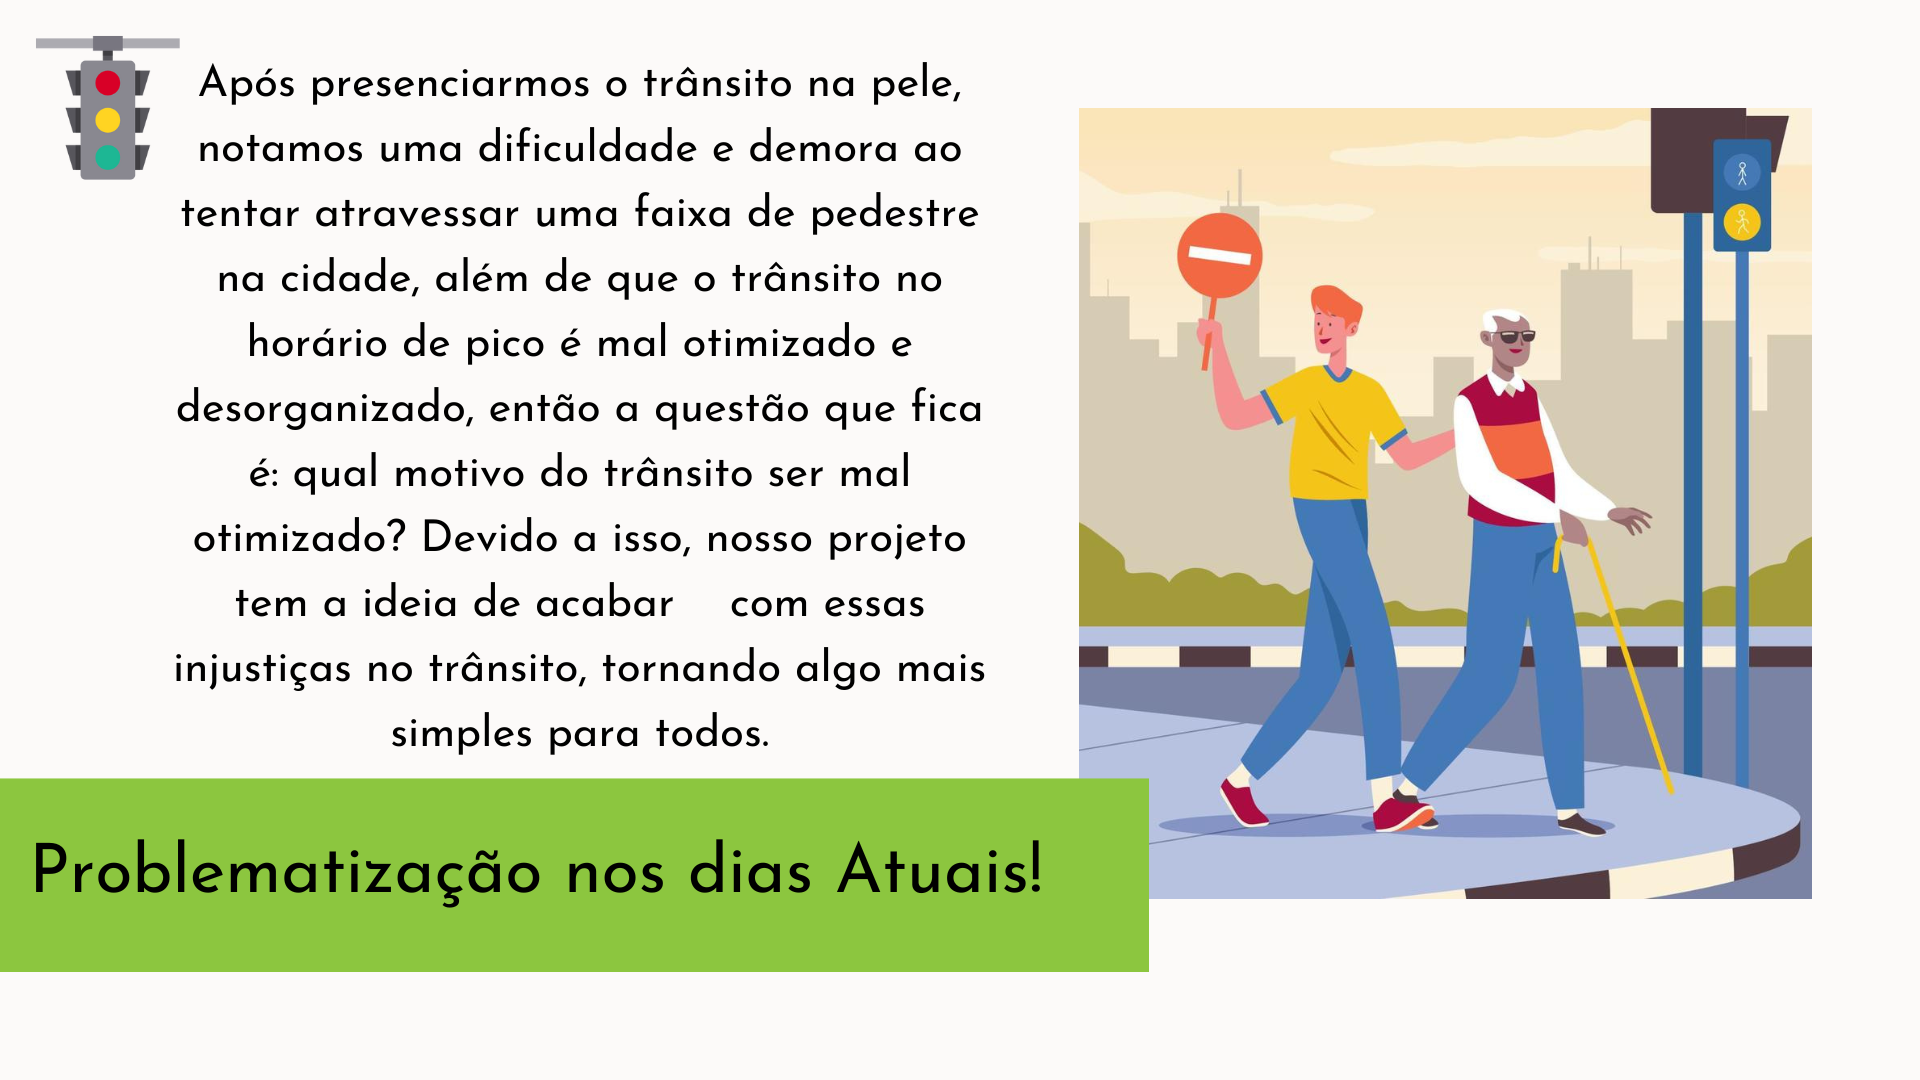 Após presenciarmos o trânsito na pele,
notamos uma dificuldade e demora ao
tentar atravessar uma faixa de pedestre
na cidade, além de que o trânsito no
horário de pico é mal otimizado e
desorganizado, então a questão que fica
é: qual motivo do trânsito ser mal
otimizado? Devido a isso, nosso projeto
tem a ideia de acabar com essas
injustiças no trânsito, tornando algo mais
simples para todos.
Problematização nos dias Atuais!